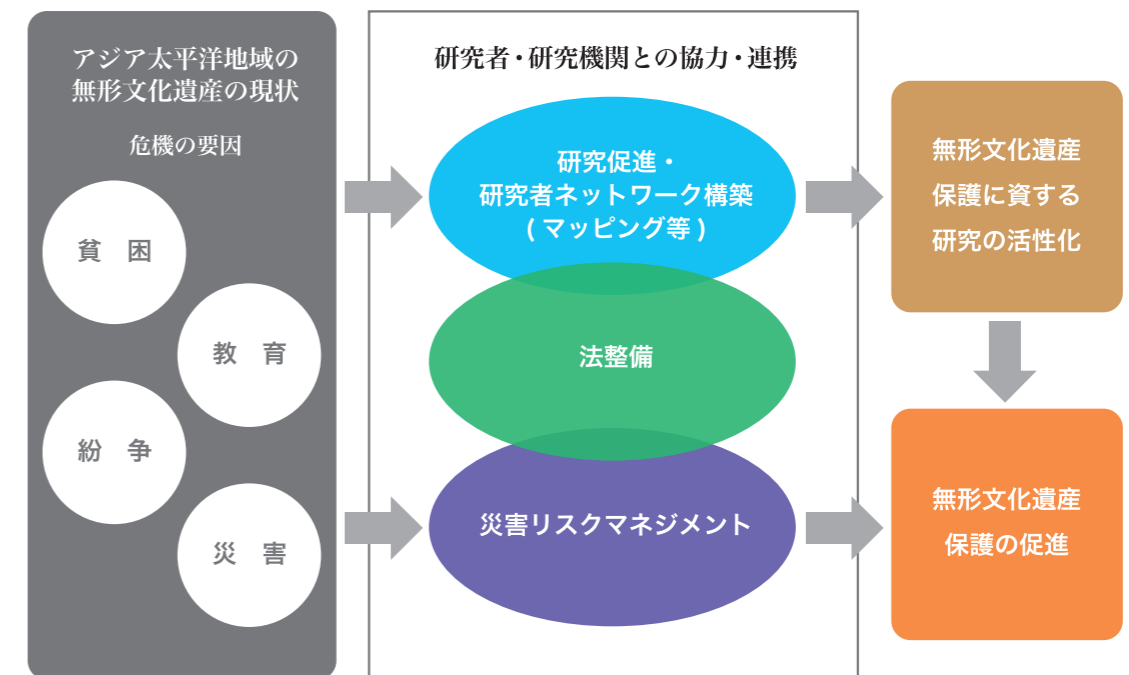 アジア太平洋地域の
無形文化遺産の現状
危機の要因
貧　困
教　育
紛　争
災　害
研究者・研究機関との協力・連携
研究促進・
研究者ネットワーク構築
( マッピング等 )
法整備
災害リスクマネジメント
無形文化遺産
保護に資する
研究の活性化
無形文化遺産
保護の促進